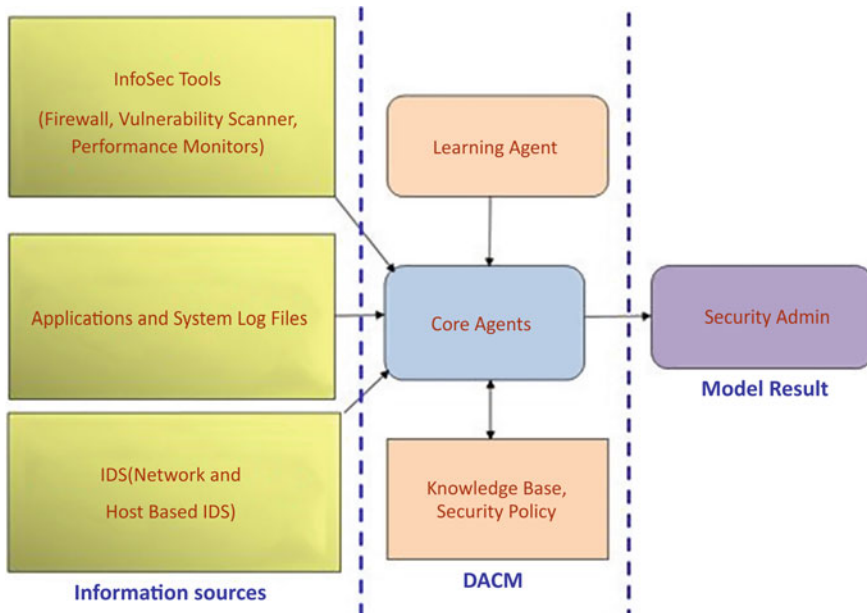 InfoSec Tools
(Firewall, Vulnerability Scanner,
Performance Monitors)
Applications and System Log Files
IDS(Network and
Host Based IDS)
Information sources
Learning Agent
Core Agents
Knowledge Base,
Security Policy
DACM
Security Admin
Model Result